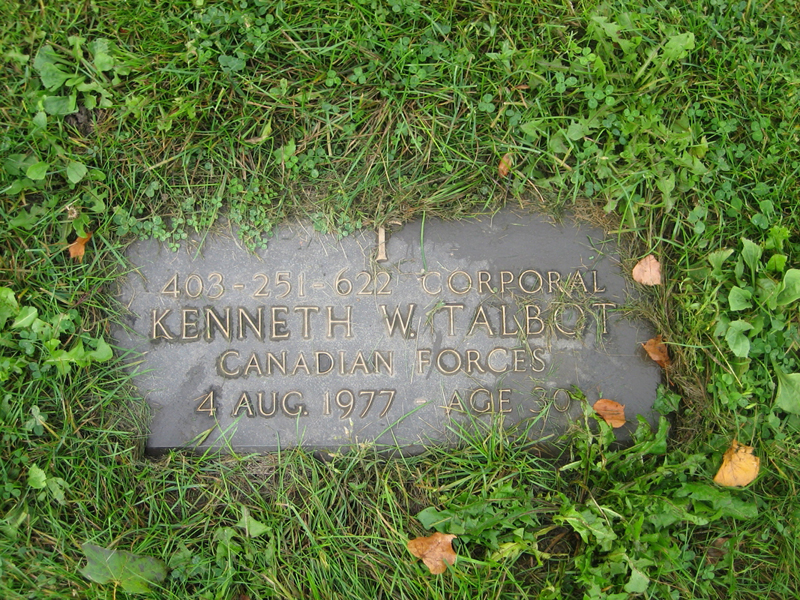 403-251-622 CORPORAL
KENNETH W. TALBOT
CANADIAN FORCES
4 AUG. 1977 - AGE 30